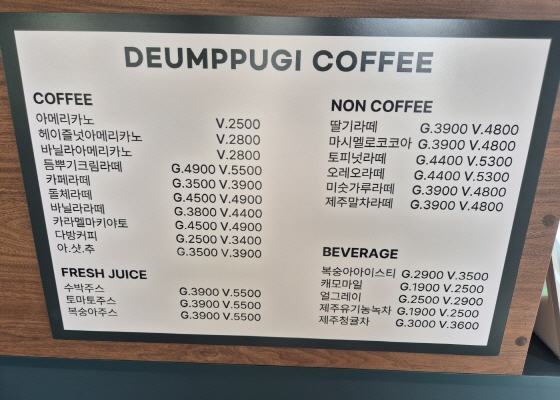 DEUMPPUGI COFFEE
COFFEE
아메리카노 V.2500
헤이즐넛아메리카노 V.2800
바닐라아메리카노 V.2800
듬뿌기크림라떼 G.4900 V.5500
카페라떼 G.3500 V.3900
돌체라떼 G.4500 V.4900
바닐라라떼 G.3800 V.4400
카라멜마키야토 G.4500 V.4900
다방커피 G.2500 V.3400
아.샷.추 G.3500 V.3900
FRESH JUICE
수박주스 G.3900 V.5500
토마토주스 G.3900 V.5500
복숭아주스 G.3900 V.5500
NON COFFEE
딸기라떼 G.3900 V.4800
마시멜로코코아 G.3900 V.4800
토피넛라떼 G.4400 V.5300
오레오라떼 G.4400 V.5300
미숫가루라떼 G.3900 V.4800
제주말차라떼 G.3900 V.4800
BEVERAGE
복숭아아이스티 G.2900 V.3500
캐모마일 G.1900 V.2500
얼그레이 G.2500 V.2900
제주유기농녹차 G.1900 V.2500
제주청귤차 G.3000 V.3600